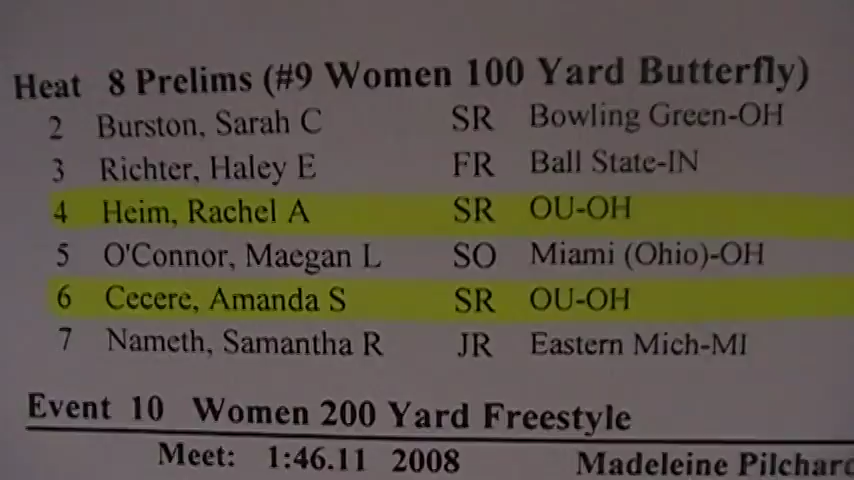 Heat 8 Prelims (#9 Women 100 Yard Butterfly)
2 Burston, Sarah C SR Bowling Green-OH
3 Richter, Haley E FR Ball State-IN
4 Heim, Rachel A SR OU-OH
5 O'Connor, Maegan L SO Miami (Ohio)-OH
6 Cecere, Amanda S SR OU-OH
7 Nameth, Samantha R JR Eastern Mich-MI
Event 10 Women 200 Yard Freestyle
Meet: 1:46.11 2008 Madeleine